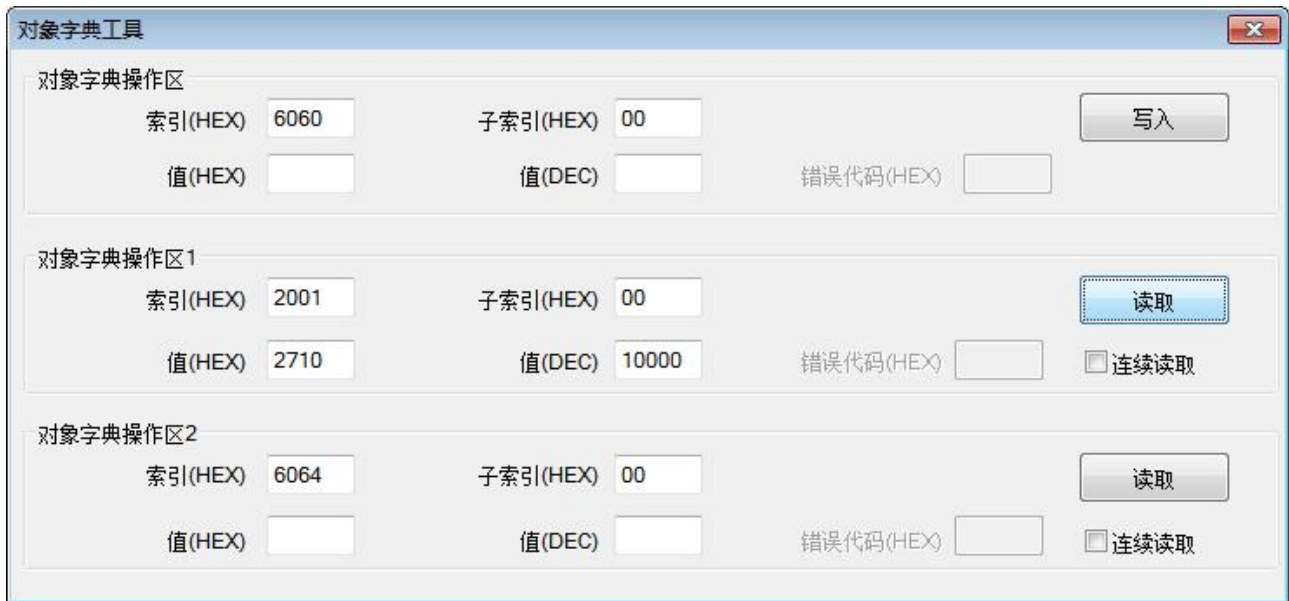 对象字典工具
对象字典操作区
索引(HEX) 6060 子索引(HEX) 00 写入
值(HEX) 值(DEC) 错误代码(HEX)
对象字典操作区1
索引(HEX) 2001 子索引(HEX) 00 读取
值(HEX) 2710 值(DEC) 10000 错误代码(HEX) 连续读取
对象字典操作区2
索引(HEX) 6064 子索引(HEX) 00 读取
值(HEX) 值(DEC) 错误代码(HEX) 连续读取